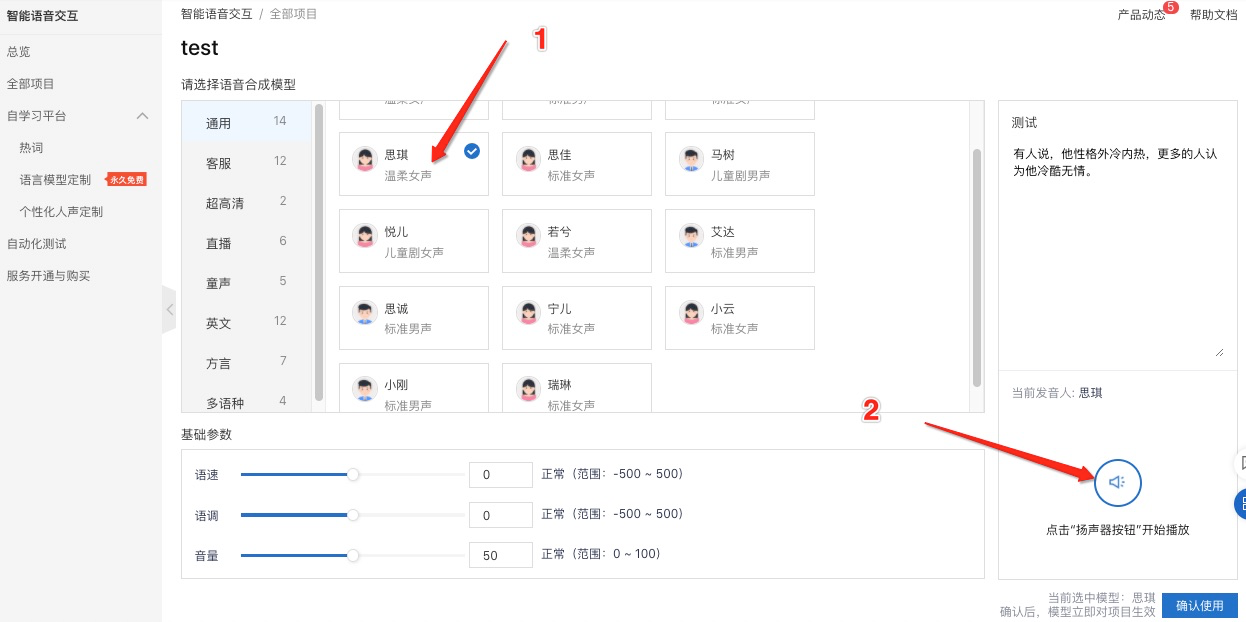 智能语音交互
总览
全部项目
自学习平台
热词
语言模型定制 永久免费
个性化人声定制
自动化测试
服务开通与购买
智能语音交互 / 全部项目
产品动态 5 帮助文档
test
1
请选择语音合成模型
通用 14
客服 12
超高清 2
直播 6
童声 5
英文 12
方言 7
多语种 4
温柔女声 标准男声 标准女声
思琪 思佳 马树
温柔女声 标准女声 儿童剧男声
悦儿 若兮 艾达
儿童剧女声 温柔女声 标准男声
思诚 宁儿 小云
标准男声 标准女声 标准女声
小刚 瑞琳
标准男声 标准女声
基础参数
语速 0 正常（范围：-500 ~ 500）
语调 0 正常（范围：-500 ~ 500）
音量 50 正常（范围：0 ~ 100）
测试
有人说，他性格外冷内热，更多的人认
为他冷酷无情。
当前发音人: 思琪
2
点击“扬声器按钮”开始播放
当前选中模型：思琪
确认后，模型立即对项目生效
确认使用